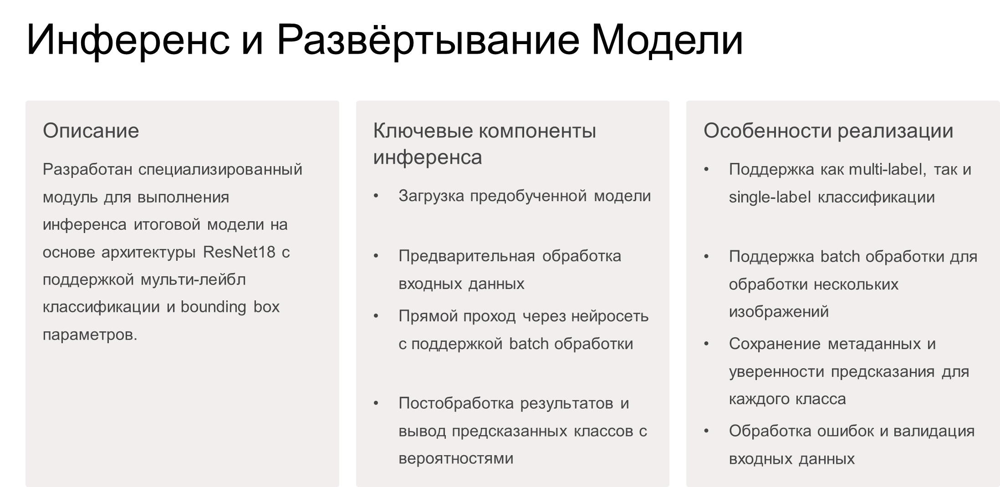 Инференс и Развёртывание Модели
Описание
Разработан специализированный
модуль для выполнения
инференса итоговой модели на
основе архитектуры ResNet18 с
поддержкой мульти-лейбл
классификации и bounding box
параметров.
Ключевые компоненты
инференса
• Загрузка предобученной модели
• Предварительная обработка
входных данных
• Прямой проход через нейросеть
с поддержкой batch обработки
• Постобработка результатов и
вывод предсказанных классов с
вероятностями
Особенности реализации
• Поддержка как multi-label, так и
single-label классификации
• Поддержка batch обработки для
обработки нескольких
изображений
• Сохранение метаданных и
уверенности предсказания для
каждого класса
• Обработка ошибок и валидация
входных данных